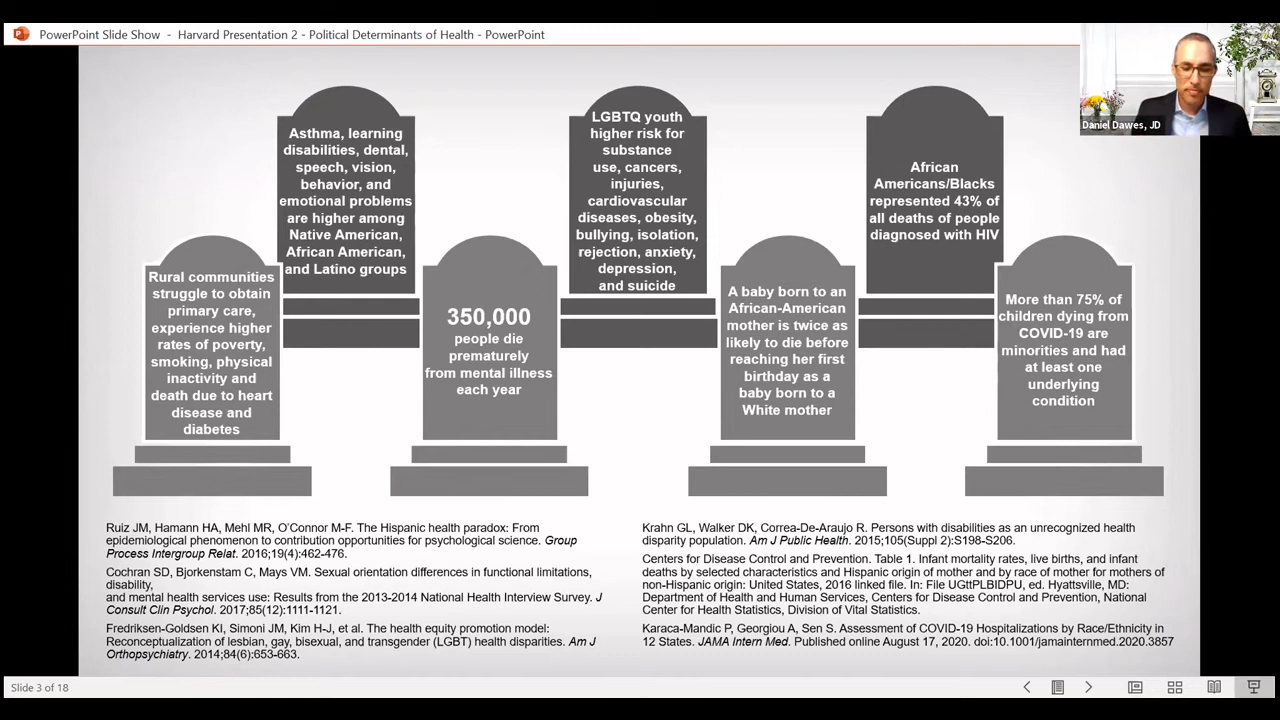 PowerPoint Slide Show - Harvard Presentation 2 - Political Determinants of Health - PowerPoint
Daniel Dawes, JD
Asthma, learning
disabilities, dental,
speech, vision,
behavior, and
emotional problems
are higher among
Native American,
African American,
and Latino groups
LGBTQ youth
higher risk for
substance
use, cancers,
injuries,
cardiovascular
diseases, obesity,
bullying, isolation,
rejection, anxiety,
depression,
and suicide
African
Americans/Blacks
represented 43% of
all deaths of people
diagnosed with HIV
Rural communities
struggle to obtain
primary care,
experience higher
rates of poverty,
smoking, physical
inactivity and
death due to heart
disease and
diabetes
350,000
people die
prematurely
from mental illness
each year
A baby born to an
African-American
mother is twice as
likely to die before
reaching her first
birthday as a
baby born to a
White mother
More than 75% of
children dying from
COVID-19 are
minorities and had
at least one
underlying
condition
Ruiz JM, Hamann HA, Mehl MR, O'Connor M-F. The Hispanic health paradox: From
epidemiological phenomenon to contribution opportunities for psychological science. Group
Process Intergroup Relat. 2016;19(4):462-476.
Cochran SD, Bjorkenstam C, Mays VM. Sexual orientation differences in functional limitations,
disability,
and mental health services use: Results from the 2013-2014 National Health Interview Survey. J
Consult Clin Psychol. 2017;85(12):1111-1121.
Fredriksen-Goldsen KI, Simoni JM, Kim H-J, et al. The health equity promotion model:
Reconceptualization of lesbian, gay, bisexual, and transgender (LGBT) health disparities. Am J
Orthopsychiatry. 2014;84(6):653-663.
Krahn GL, Walker DK, Correa-De-Araujo R. Persons with disabilities as an unrecognized health
disparity population. Am J Public Health. 2015;105(Suppl 2):S198-S206.
Centers for Disease Control and Prevention. Table 1. Infant mortality rates, live births, and infant
deaths by selected characteristics and Hispanic origin of mother and by race of mother for mothers of
non-Hispanic origin: United States, 2016 linked file. In: File UGttPLBIDPU, ed. Hyattsville, MD:
Department of Health and Human Services, Centers for Disease Control and Prevention, National
Center for Health Statistics, Division of Vital Statistics.
Karaca-Mandic P, Georgiou A, Sen S. Assessment of COVID-19 Hospitalizations by Race/Ethnicity in
12 States. JAMA Intern Med. Published online August 17, 2020. doi:10.1001/jamainternmed.2020.3857
Slide 3 of 18